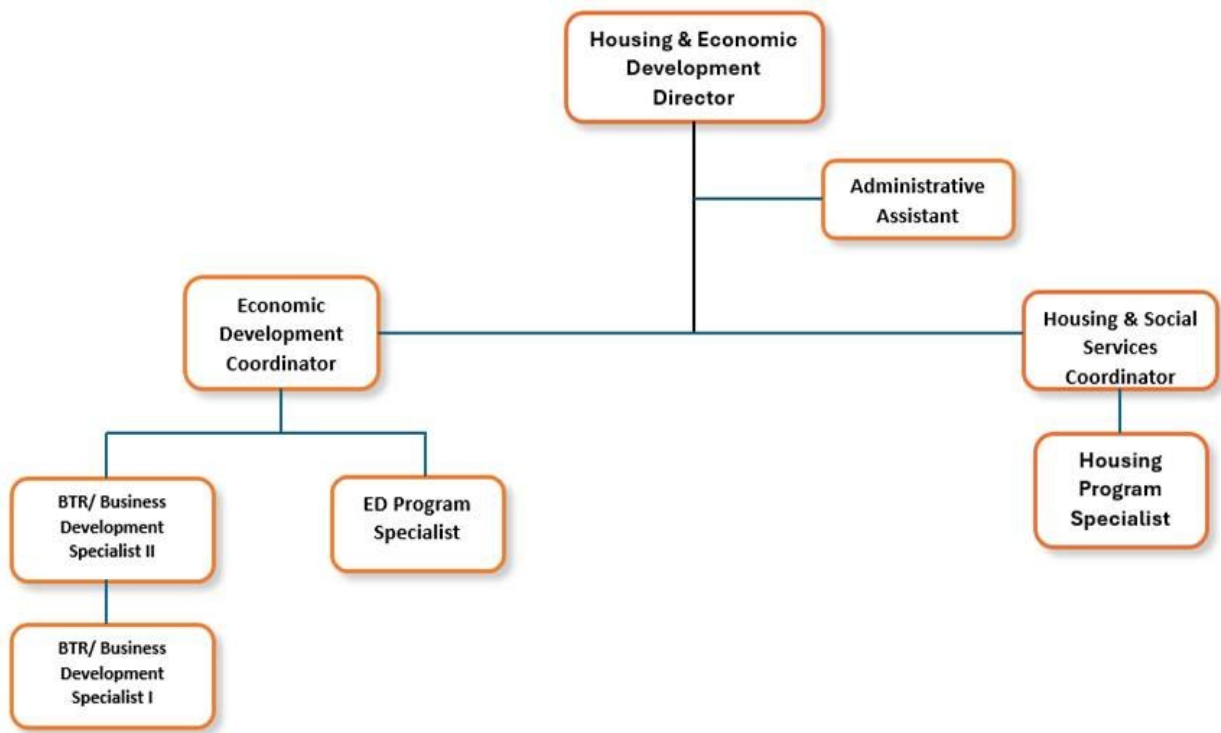 Housing & Economic
Development
Director
Administrative
Assistant
Economic
Development
Coordinator
Housing & Social
Services
Coordinator
BTR/ Business
Development
Specialist II
ED Program
Specialist
Housing
Program
Specialist
BTR/ Business
Development
Specialist I